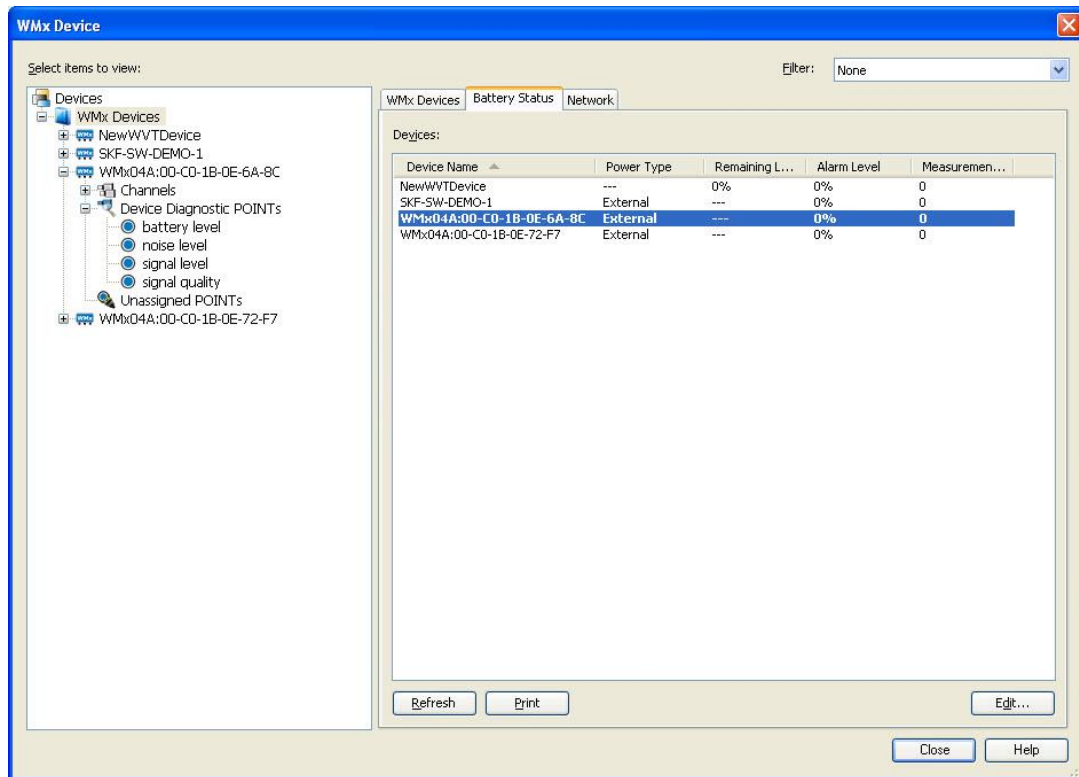 WMx Device
Select items to view:
Filter: None
Devices
WMx Devices
NewWVTDevice
SKF-SW-DEMO-1
WMx04A:00-C0-1B-0E-6A-8C
Channels
Device Diagnostic POINTs
battery level
noise level
signal level
signal quality
Unassigned POINTs
WMx04A:00-C0-1B-0E-72-F7
WMx Devices Battery Status Network
Devices:
Device Name Power Type Remaining L... Alarm Level Measuremen...
NewWVTDevice --- 0% 0% 0
SKF-SW-DEMO-1 External --- 0% 0
WMx04A:00-C0-1B-0E-6A-8C External --- 0% 0
WMx04A:00-C0-1B-0E-72-F7 External --- 0% 0
Refresh Print Edit...
Close Help